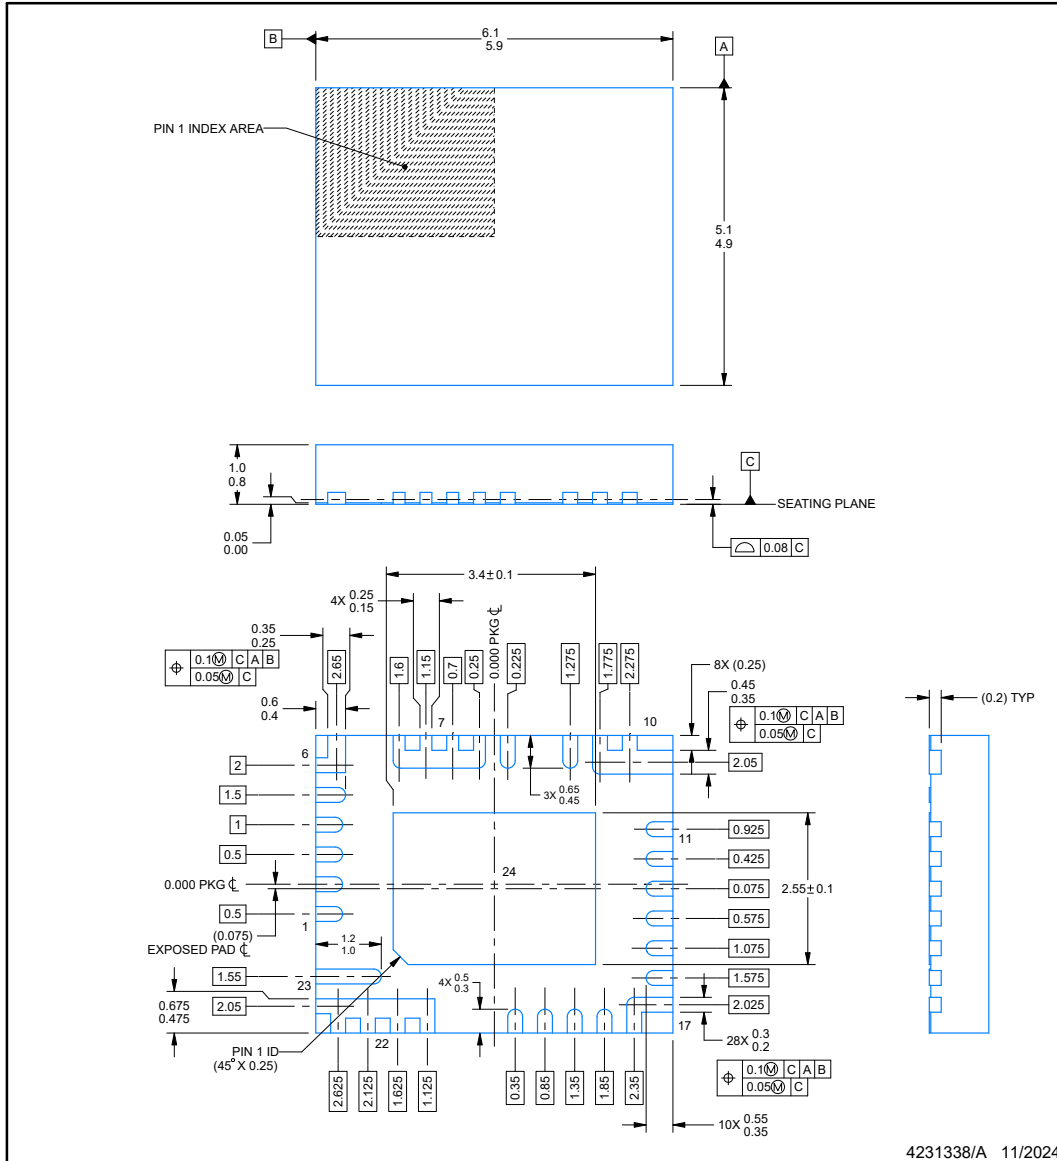 B
6.1
5.9
A
PIN 1 INDEX AREA
5.1
4.9
1.0
0.8
C
SEATING PLANE
0.05
0.00
0.08 C
3.4±0.1
4X 0.25
0.15
0.35
0.25
0.1Ⓜ C A B
0.05Ⓜ C
2.65
1.6
1.15
0.7
0.25
0.000 PKG ℄
0.225
1.275
1.775
2.275
8X (0.25)
0.45
0.35
(0.2) TYP
0.6
0.4
7
10
0.1Ⓜ C A B
0.05Ⓜ C
6
2
2.05
1.5
3X 0.65
0.45
1
0.925
11
0.5
0.425
24
0.000 PKG ℄
0.075
2.55±0.1
0.5
0.575
1
(0.075)
EXPOSED PAD ℄
1.2
1.0
1.075
1.55
23
1.575
4X 0.5
0.3
2.05
2.025
0.675
0.475
17
22
28X 0.3
0.2
PIN 1 ID
(45° X 0.25)
0.1Ⓜ C A B
0.05Ⓜ C
2.625
2.125
1.625
1.125
0.35
0.85
1.35
1.85
2.35
10X 0.55
0.35
4231338/A 11/2024